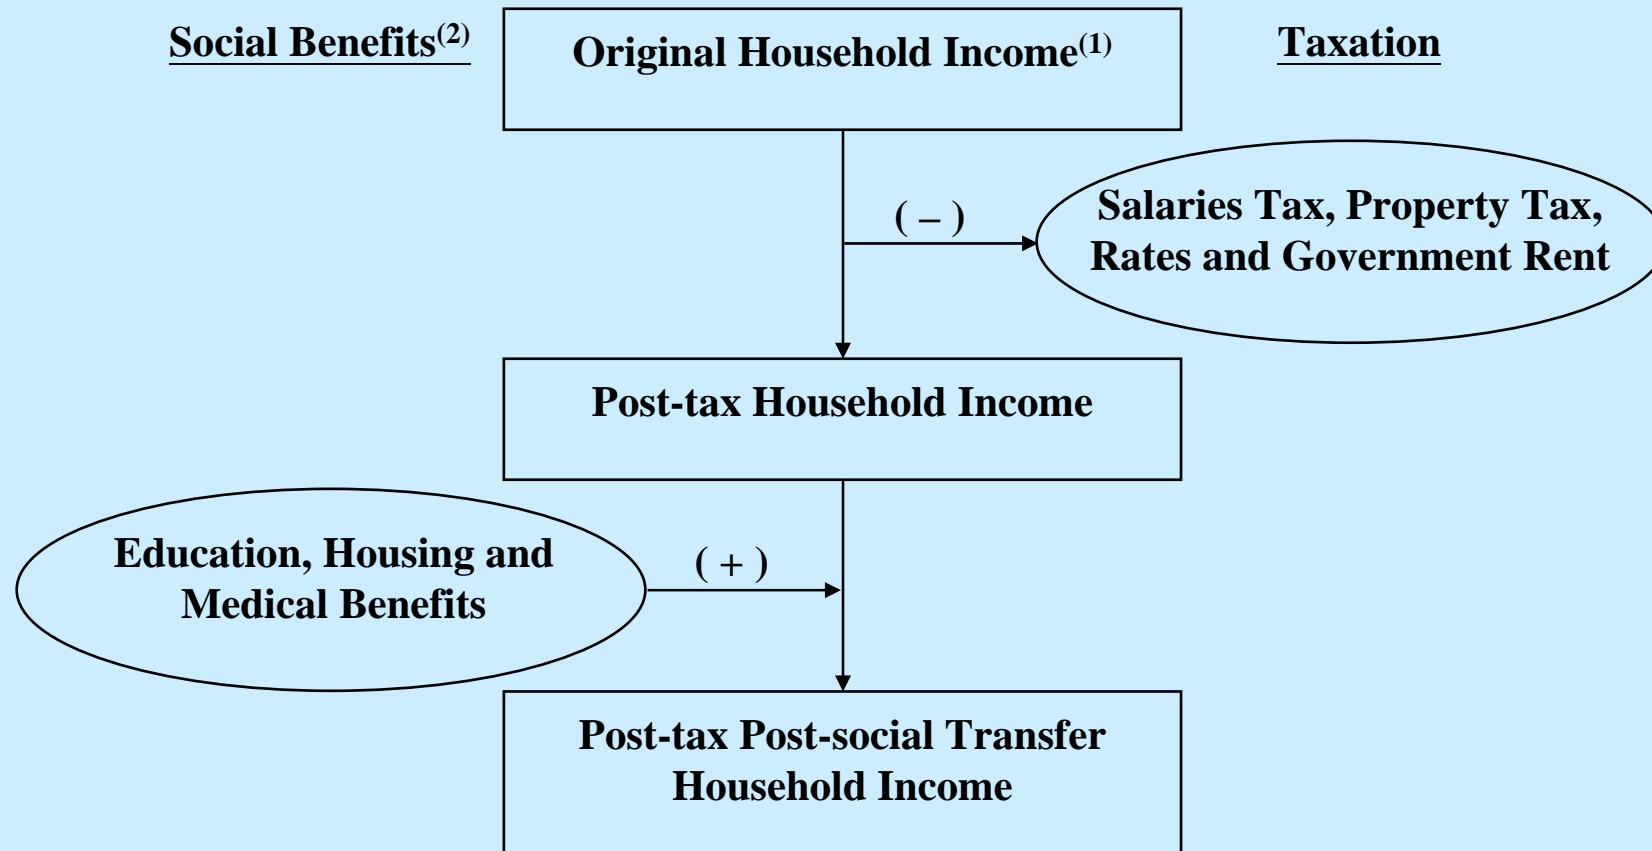 Social Benefits(2)
Original Household Income(1)
Taxation
( – )
Salaries Tax, Property Tax,
Rates and Government Rent
Post-tax Household Income
Education, Housing and
Medical Benefits
( + )
Post-tax Post-social Transfer
Household Income